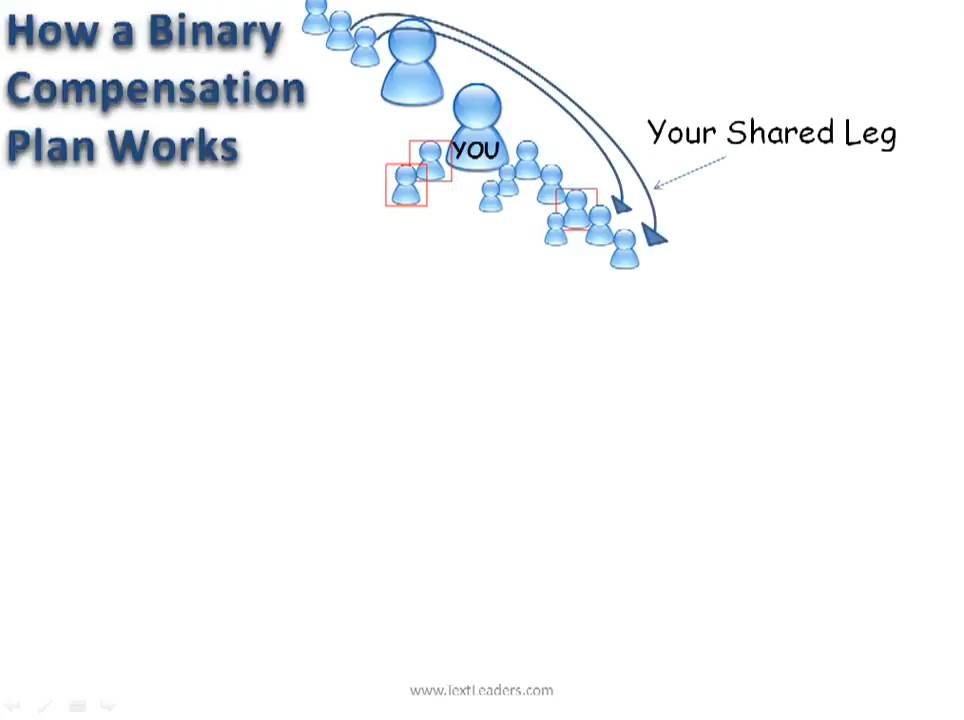 How a Binary
Compensation
Plan Works
YOU
Your Shared Leg
www.TextLeaders.com